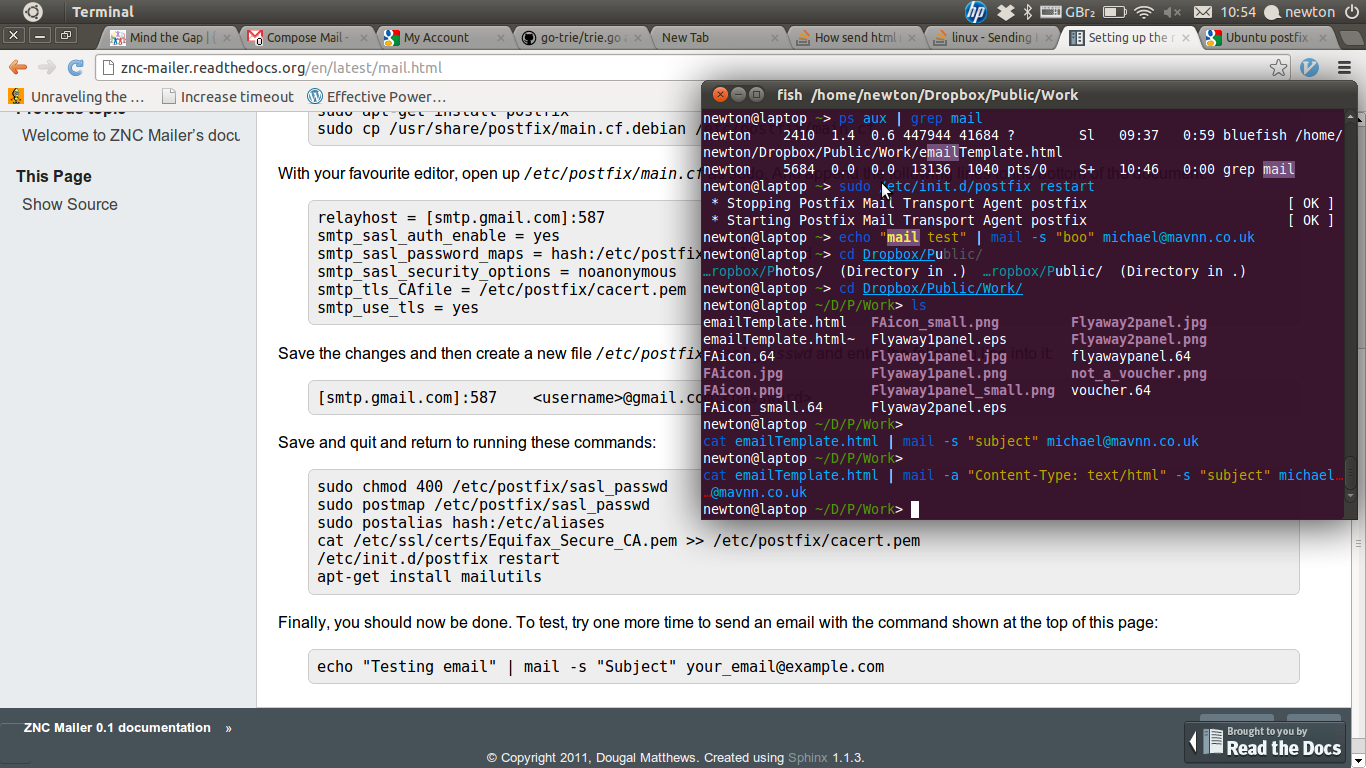 Terminal
GBr₂ 10:54 newton
Mind the Gap | (
Compose Mail -
My Account
go-trie/trie.go
New Tab
How send html
linux - Sending
Setting up the
Ubuntu postfix
znc-mailer.readthedocs.org/en/latest/mail.html
Unraveling the ... Increase timeout Effective Power...
Previous topic
Welcome to ZNC Mailer's docu
This Page
Show Source
sudo apt-get install postfix
sudo cp /usr/share/postfix/main.cf.debian /
With your favourite editor, open up /etc/postfix/main.cf
relayhost = [smtp.gmail.com]:587
smtp_sasl_auth_enable = yes
smtp_sasl_password_maps = hash:/etc/postfix
smtp_sasl_security_options = noanonymous
smtp_tls_CAfile = /etc/postfix/cacert.pem
smtp_use_tls = yes
Save the changes and then create a new file /etc/postfix
[smtp.gmail.com]:587 <username>@gmail.co
Save and quit and return to running these commands:
sudo chmod 400 /etc/postfix/sasl_passwd
sudo postmap /etc/postfix/sasl_passwd
sudo postalias hash:/etc/aliases
cat /etc/ssl/certs/Equifax_Secure_CA.pem >> /etc/postfix/cacert.pem
/etc/init.d/postfix restart
apt-get install mailutils
Finally, you should now be done. To test, try one more time to send an email with the command shown at the top of this page:
echo "Testing email" | mail -s "Subject" your_email@example.com
fish /home/newton/Dropbox/Public/Work
newton@laptop ~> ps aux | grep mail
newton 2410 1.4 0.6 447944 41684 ? Sl 09:37 0:59 bluefish /home/
newton/Dropbox/Public/Work/emailTemplate.html
newton 5684 0.0 0.0 13136 1040 pts/0 S+ 10:46 0:00 grep mail
newton@laptop ~> sudo /etc/init.d/postfix restart
* Stopping Postfix Mail Transport Agent postfix [ OK ]
* Starting Postfix Mail Transport Agent postfix [ OK ]
newton@laptop ~> echo "mail test" | mail -s "boo" michael@mavnn.co.uk
newton@laptop ~> cd Dropbox/Public/
…ropbox/Photos/ (Directory in .) …ropbox/Public/ (Directory in .)
newton@laptop ~> cd Dropbox/Public/Work/
newton@laptop ~/D/P/Work> ls
emailTemplate.html FAicon_small.png Flyaway2panel.jpg
emailTemplate.html~ Flyaway1panel.eps Flyaway2panel.png
FAicon.64 Flyaway1panel.jpg flyawaypanel.64
FAicon.jpg Flyaway1panel.png not_a_voucher.png
FAicon.png Flyaway1panel_small.png voucher.64
FAicon_small.64 Flyaway2panel.eps
newton@laptop ~/D/P/Work>
cat emailTemplate.html | mail -s "subject" michael@mavnn.co.uk
newton@laptop ~/D/P/Work>
cat emailTemplate.html | mail -a "Content-Type: text/html" -s "subject" michael…
…@mavnn.co.uk
newton@laptop ~/D/P/Work>
ZNC Mailer 0.1 documentation »
© Copyright 2011, Dougal Matthews. Created using Sphinx 1.1.3.
Brought to you by
Read the Docs